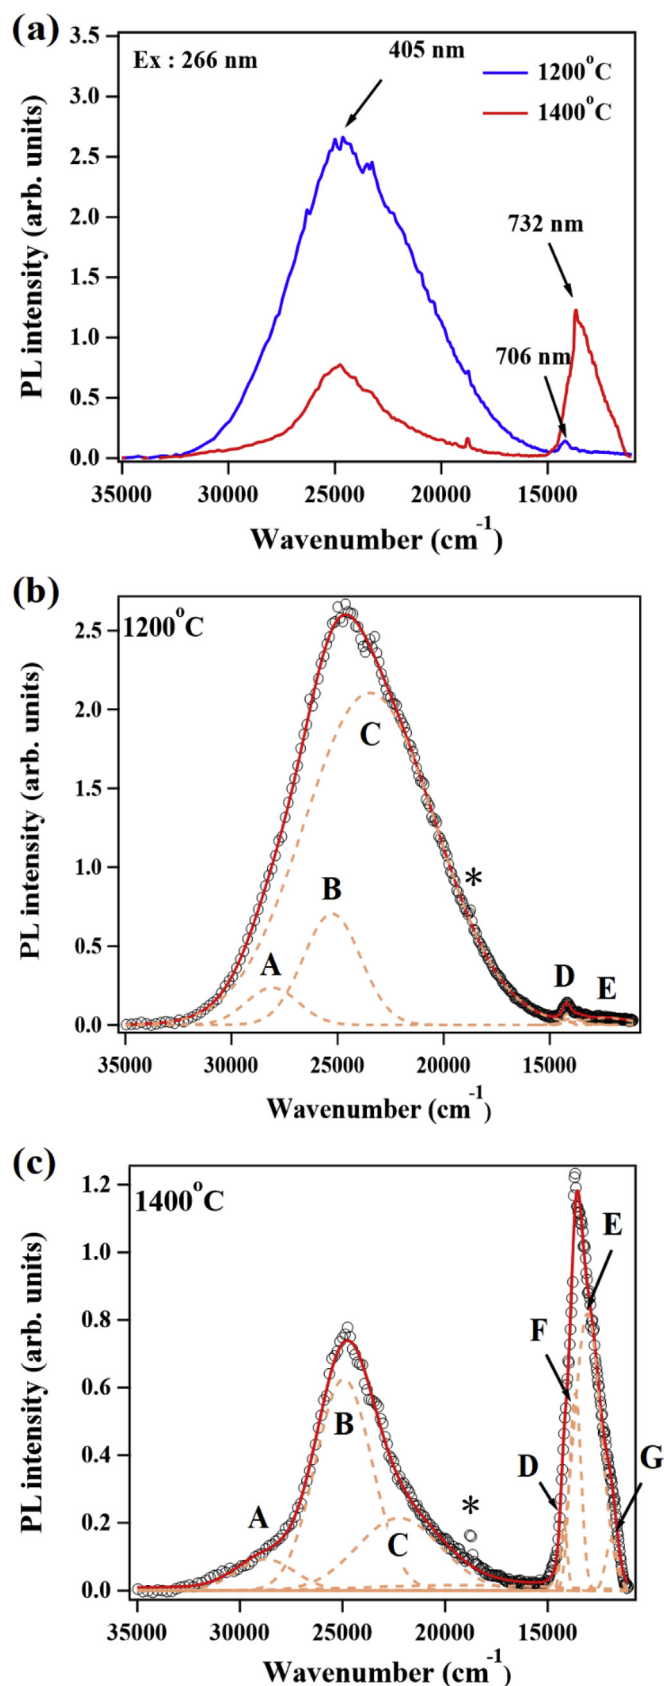 (a)
Ex : 266 nm
405 nm
1200°C
1400°C
732 nm
706 nm
PL intensity (arb. units)
3.5
3.0
2.5
2.0
1.5
1.0
0.5
0.0
35000 30000 25000 20000 15000
Wavenumber (cm⁻¹)
(b)
1200°C
PL intensity (arb. units)
2.5
2.0
1.5
1.0
0.5
0.0
A
B
C
*
D
E
35000 30000 25000 20000 15000
Wavenumber (cm⁻¹)
(c)
1400°C
PL intensity (arb. units)
1.2
1.0
0.8
0.6
0.4
0.2
0.0
A
B
C
*
D
F
E
G
35000 30000 25000 20000 15000
Wavenumber (cm⁻¹)